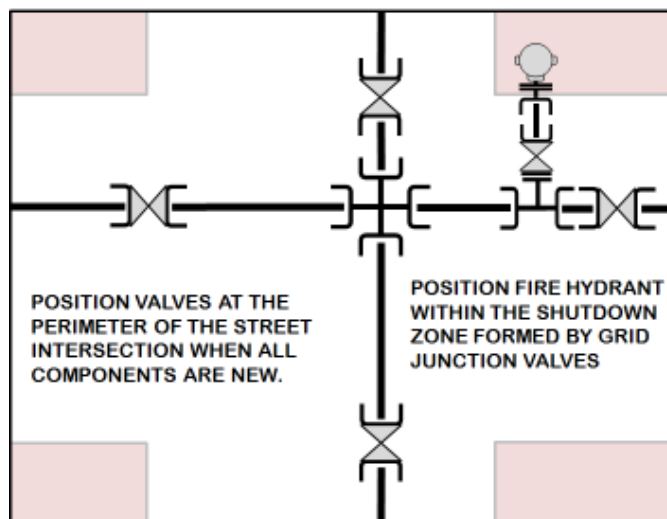 POSITION VALVES AT THE
PERIMETER OF THE STREET
INTERSECTION WHEN ALL
COMPONENTS ARE NEW.
POSITION FIRE HYDRANT
WITHIN THE SHUTDOWN
ZONE FORMED BY GRID
JUNCTION VALVES